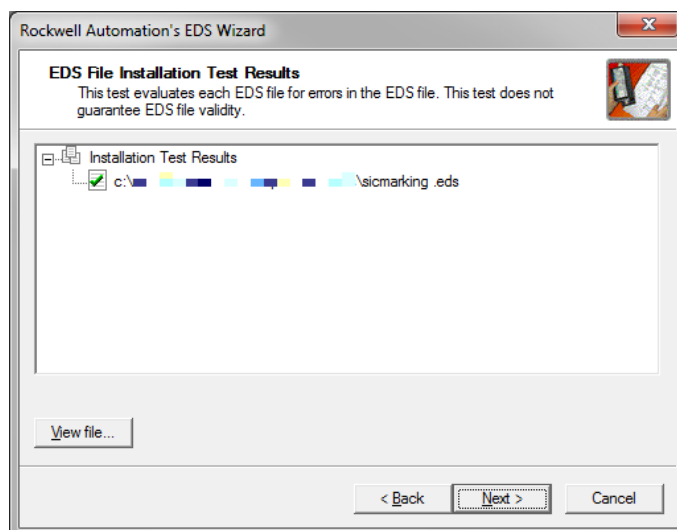 Rockwell Automation's EDS Wizard
EDS File Installation Test Results
This test evaluates each EDS file for errors in the EDS file. This test does not
guarantee EDS file validity.
Installation Test Results
c:\ \sicmarking .eds
View file...
< Back
Next >
Cancel